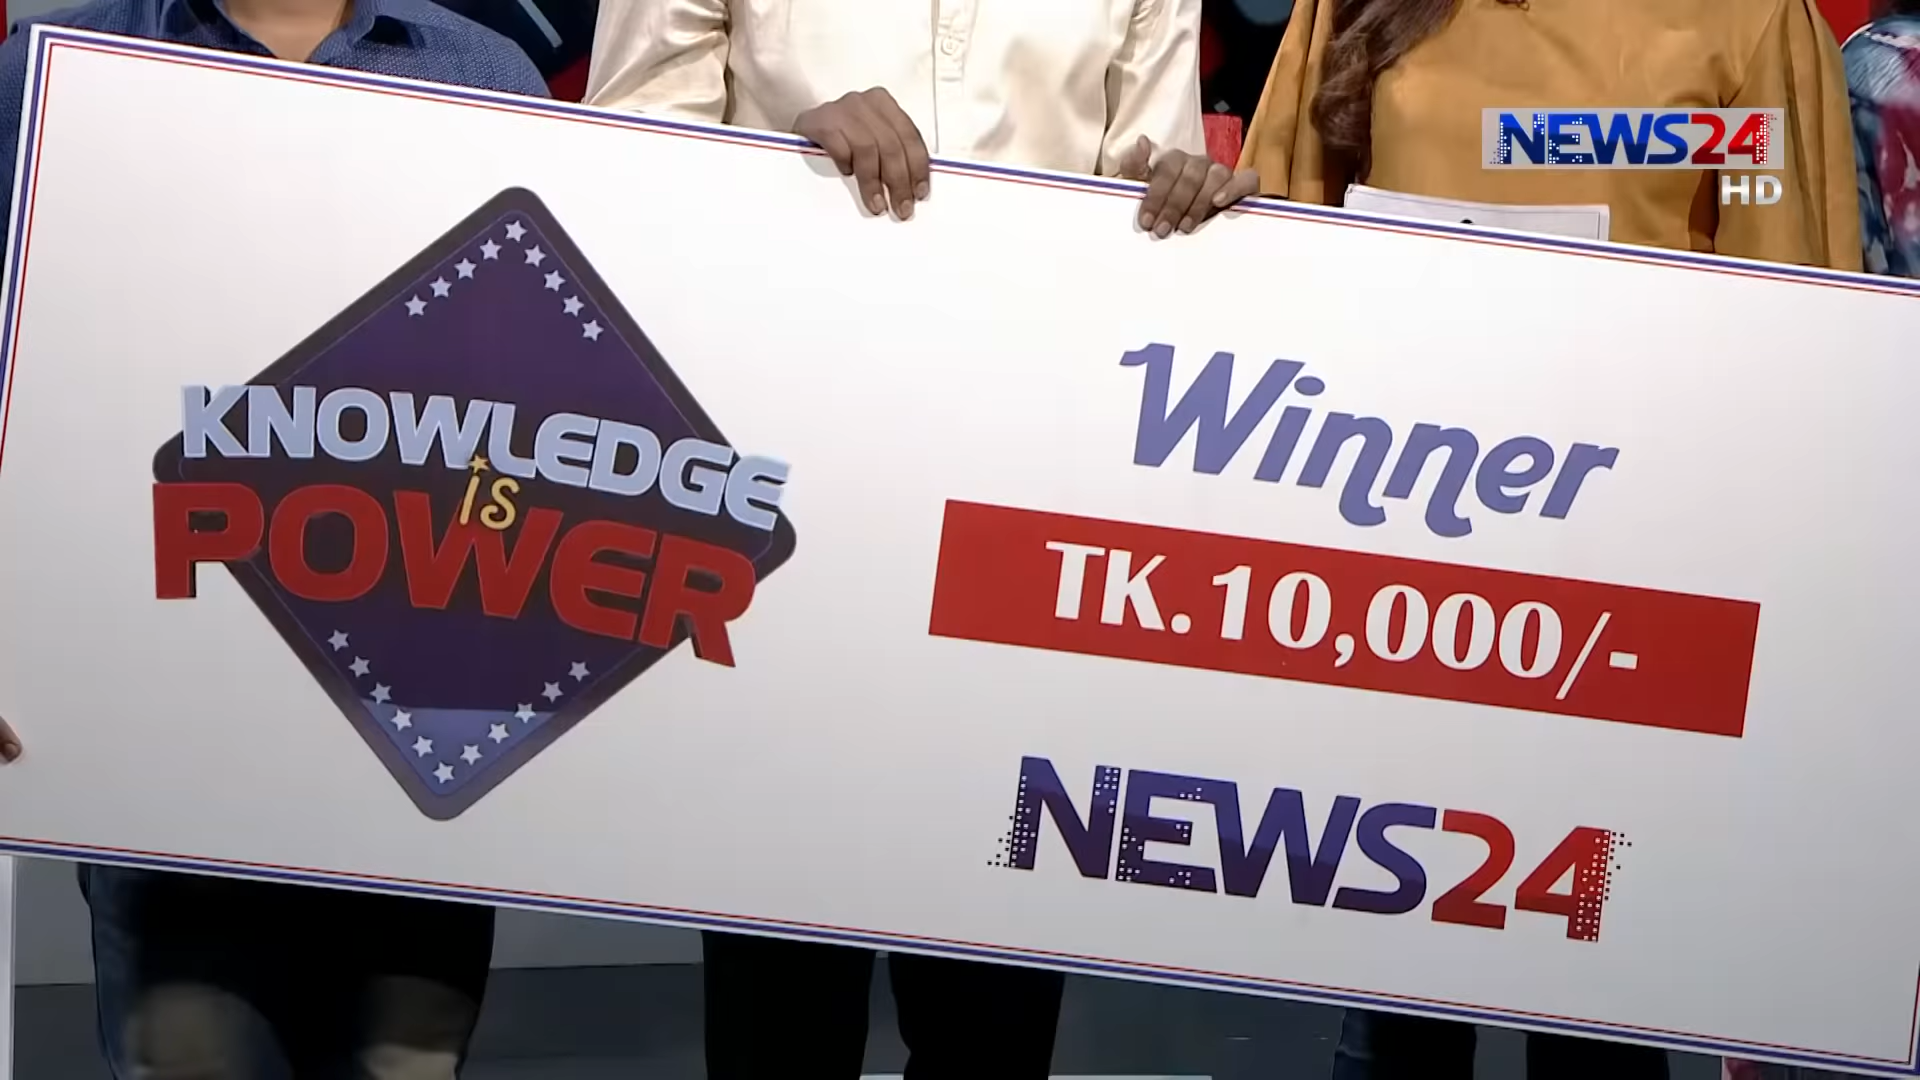 NEWS24
HD
KNOWLEDGE
is
POWER
Winner
TK.10,000/-
NEWS24